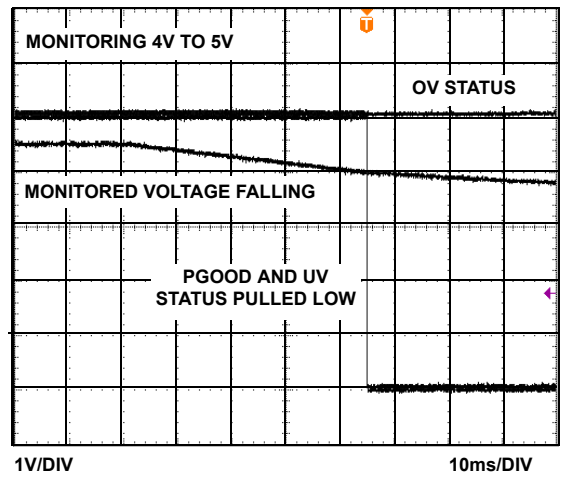 T
MONITORING 4V TO 5V
OV STATUS
MONITORED VOLTAGE FALLING
PGOOD AND UV
STATUS PULLED LOW
1V/DIV
10ms/DIV